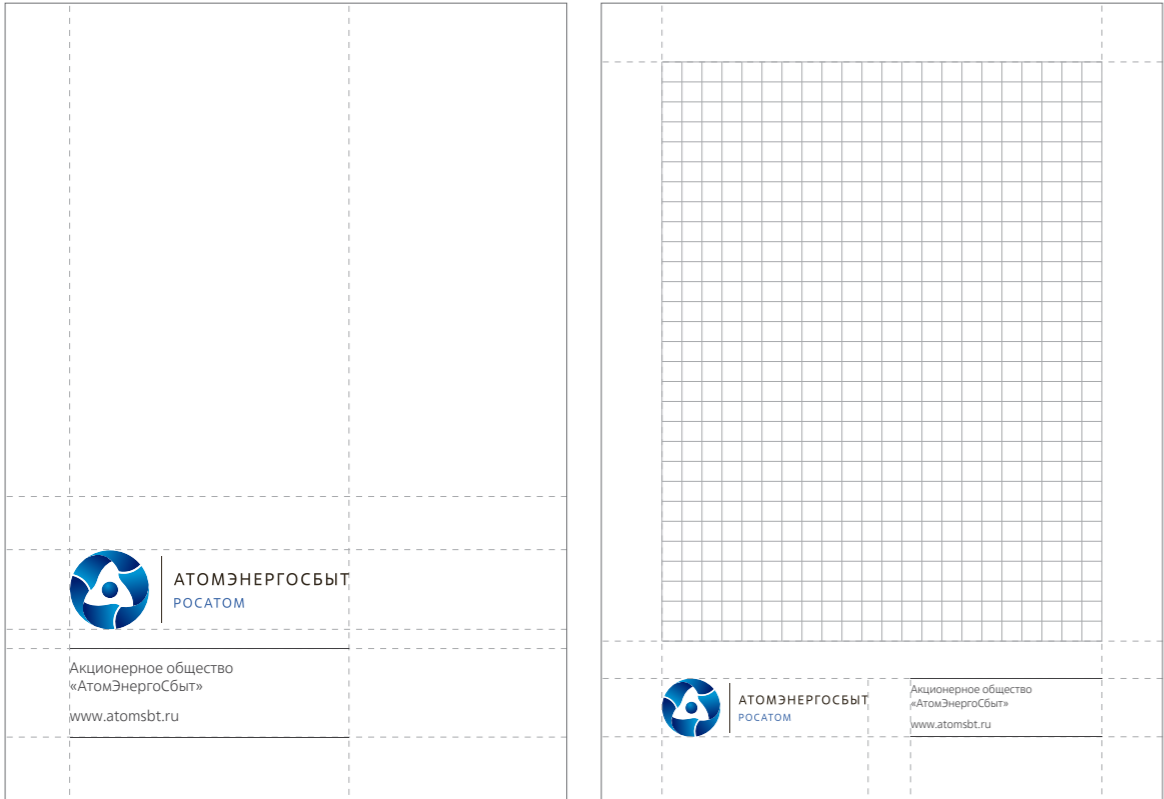 АТОМЭНЕРГОСБЫТ
РОСАТОМ
Акционерное общество
«АтомЭнергоСбыт»
www.atomsbt.ru
АТОМЭНЕРГОСБЫТ
РОСАТОМ
Акционерное общество
«АтомЭнергоСбыт»
www.atomsbt.ru